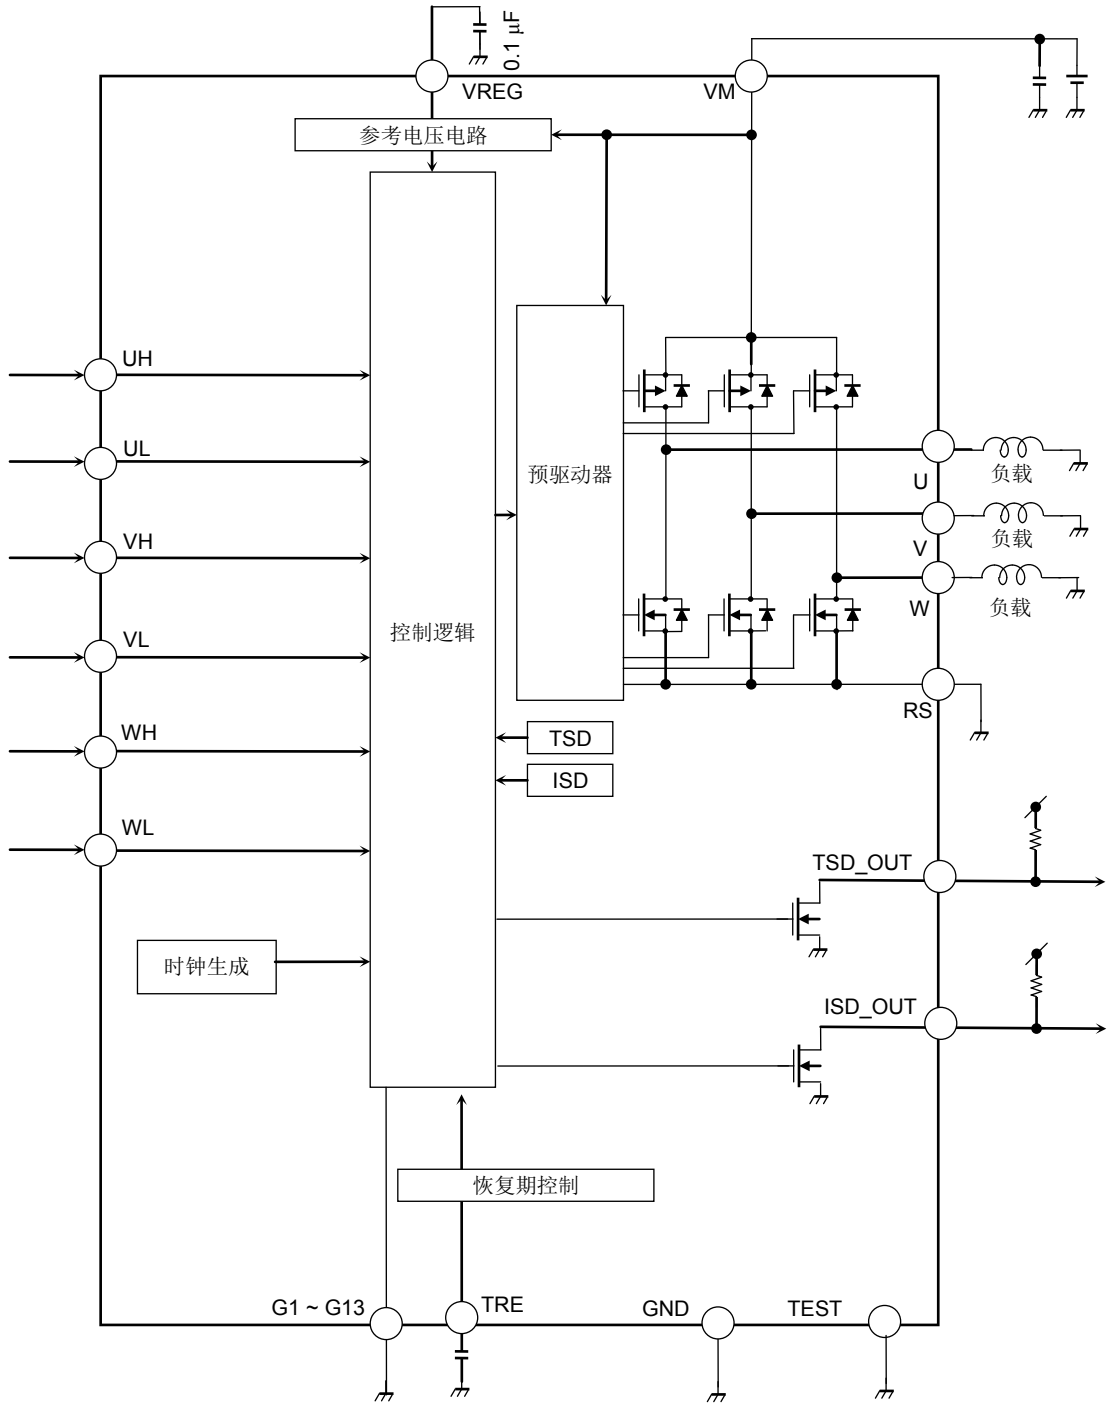 0.1 μF
VREG
VM
参考电压电路
UH
UL
VH
VL
WH
WL
控制逻辑
预驱动器
U
负载
V
负载
W
负载
RS
TSD
ISD
TSD_OUT
时钟生成
ISD_OUT
恢复期控制
G1 ~ G13
TRE
GND
TEST